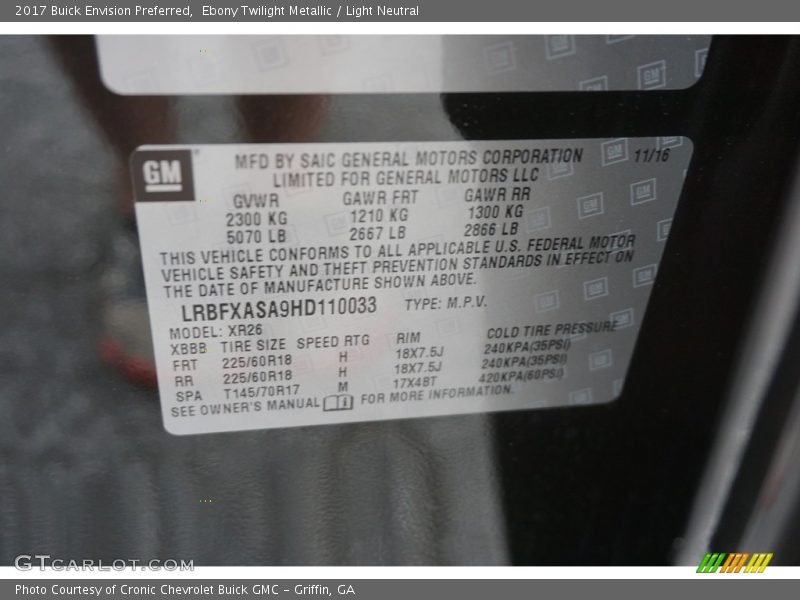 2017 Buick Envision Preferred, Ebony Twilight Metallic / Light Neutral
GM
MFD BY SAIC GENERAL MOTORS CORPORATION 11/16
LIMITED FOR GENERAL MOTORS LLC
GVWR GAWR FRT GAWR RR
2300 KG 1210 KG 1300 KG
5070 LB 2667 LB 2866 LB
THIS VEHICLE CONFORMS TO ALL APPLICABLE U.S. FEDERAL MOTOR
VEHICLE SAFETY AND THEFT PREVENTION STANDARDS IN EFFECT ON
THE DATE OF MANUFACTURE SHOWN ABOVE.
LRBFXASA9HD110033 TYPE: M.P.V.
MODEL: XR26
XBBB TIRE SIZE SPEED RTG RIM COLD TIRE PRESSURE
FRT 225/60R18 H 18X7.5J 240KPA(35PSI)
RR 225/60R18 H 18X7.5J 240KPA(35PSI)
SPA T145/70R17 M 17X4BT 420KPA(60PSI)
SEE OWNER'S MANUAL FOR MORE INFORMATION.
GTCARLOT.COM
Photo Courtesy of Cronic Chevrolet Buick GMC – Griffin, GA